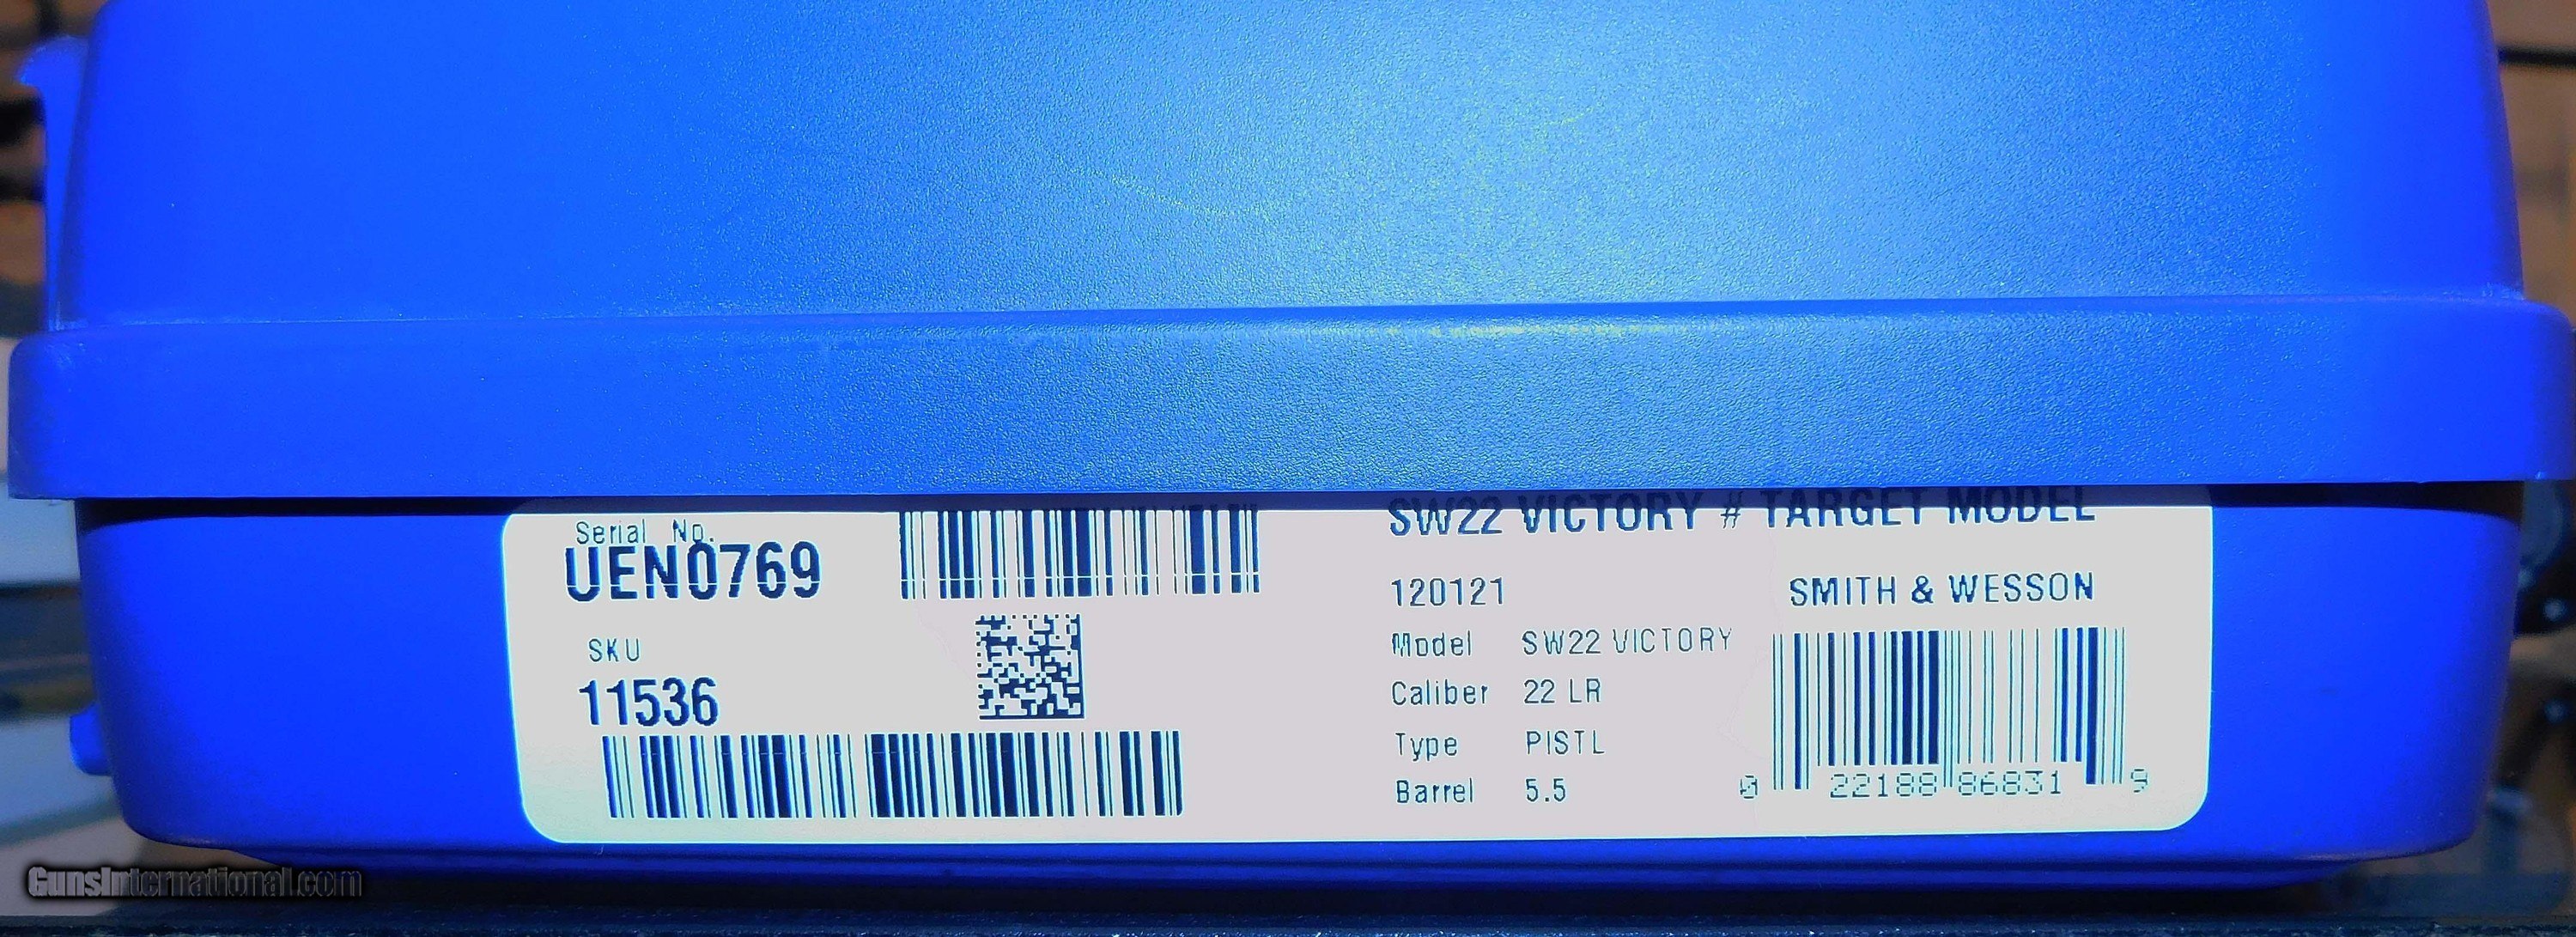 Serial No.
UEN0769
SKU
11536
SW22 VICTORY # TARGET MODEL
120121
SMITH & WESSON
Model SW22 VICTORY
Caliber 22 LR
Type PISTL
Barrel 5.5
0 22188 86831 9
GunsInternational.com